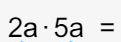 2a · 5a =